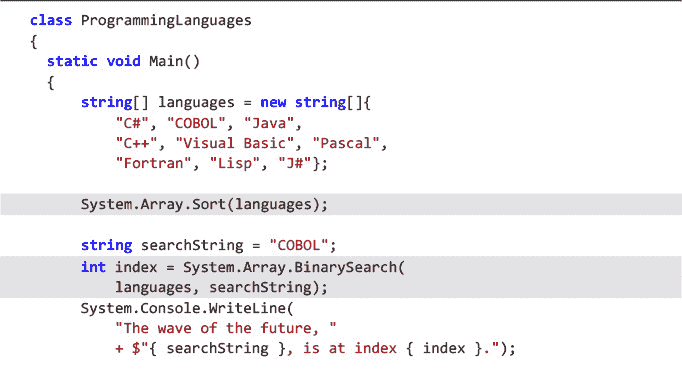 class ProgrammingLanguages
{
  static void Main()
  {
      string[] languages = new string[]{
          "C#", "COBOL", "Java",
          "C++", "Visual Basic", "Pascal",
          "Fortran", "Lisp", "J#"};
      System.Array.Sort(languages);
      string searchString = "COBOL";
      int index = System.Array.BinarySearch(
          languages, searchString);
      System.Console.WriteLine(
          "The wave of the future, "
          + $"{ searchString }, is at index { index }.");